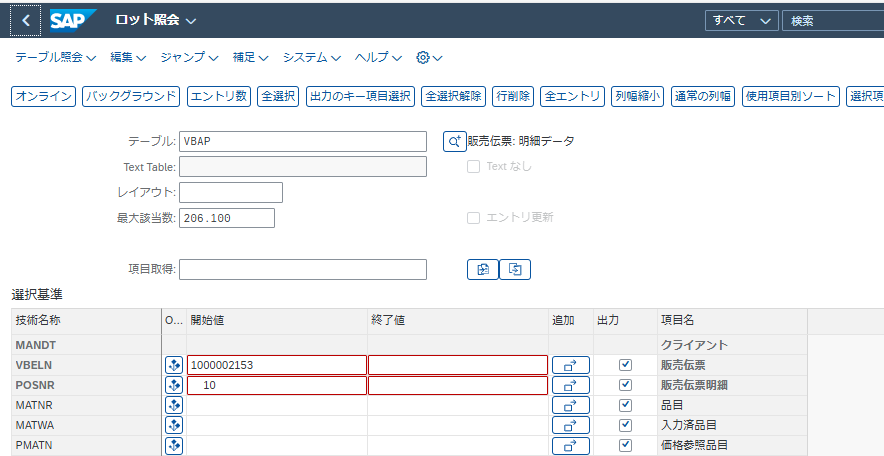 SAP ロット照会 すべて 検索
テーブル照会 編集 ジャンプ 補足 システム ヘルプ
オンライン バックグラウンド エントリ数 全選択 出力のキー項目選択 全選択解除 行削除 全エントリ 列幅縮小 通常の列幅 使用項目別ソート 選択項
テーブル: VBAP 販売伝票: 明細データ
Text Table: Text なし
レイアウト:
最大該当数: 206.100 エントリ更新
項目取得:
選択基準
技術名称 O... 開始値 終了値 追加 出力 項目名
MANDT クライアント
VBELN 1000002153 販売伝票
POSNR 10 販売伝票明細
MATNR 品目
MATWA 入力済品目
PMATN 価格参照品目